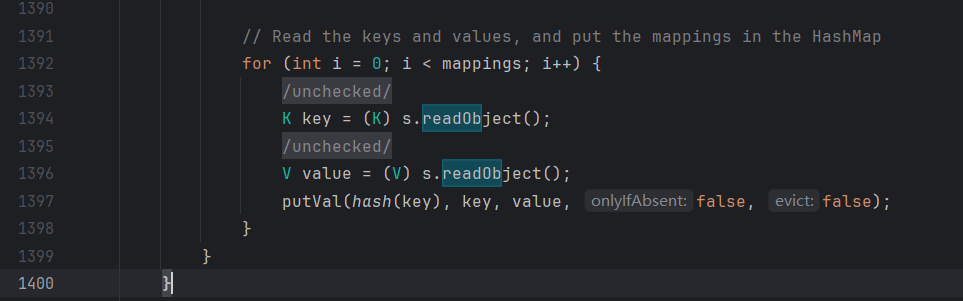 1390
1391 // Read the keys and values, and put the mappings in the HashMap
1392 for (int i = 0; i < mappings; i++) {
1393 /unchecked/
1394 K key = (K) s.readObject();
1395 /unchecked/
1396 V value = (V) s.readObject();
1397 putVal(hash(key), key, value, onlyIfAbsent: false, evict: false);
1398 }
1399 }
1400 }